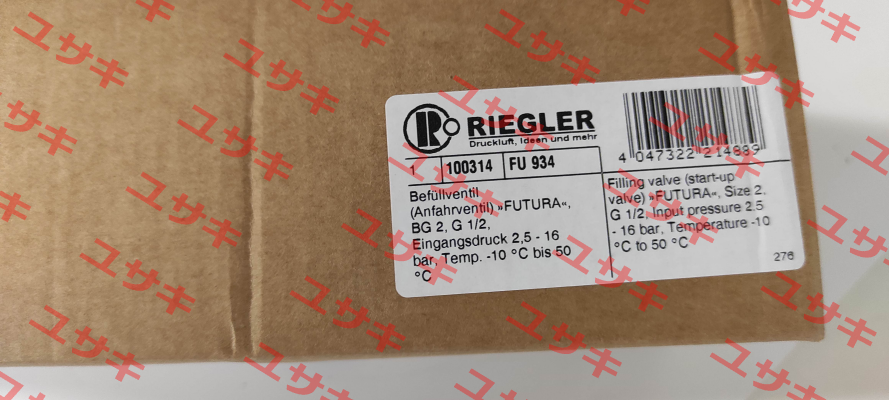 RIEGLER
Druckluft, Ideen und mehr
4 047322 214889
1 100314 FU 934
Befüllventil
(Anfahrventil) »FUTURA«,
BG 2, G 1/2,
Eingangsdruck 2,5 - 16
bar, Temp. -10 °C bis 50
°C
Filling valve (start-up
valve) »FUTURA«, Size 2,
G 1/2, Input pressure 2.5
- 16 bar, Temperature -10
°C to 50 °C
276
ユサキ